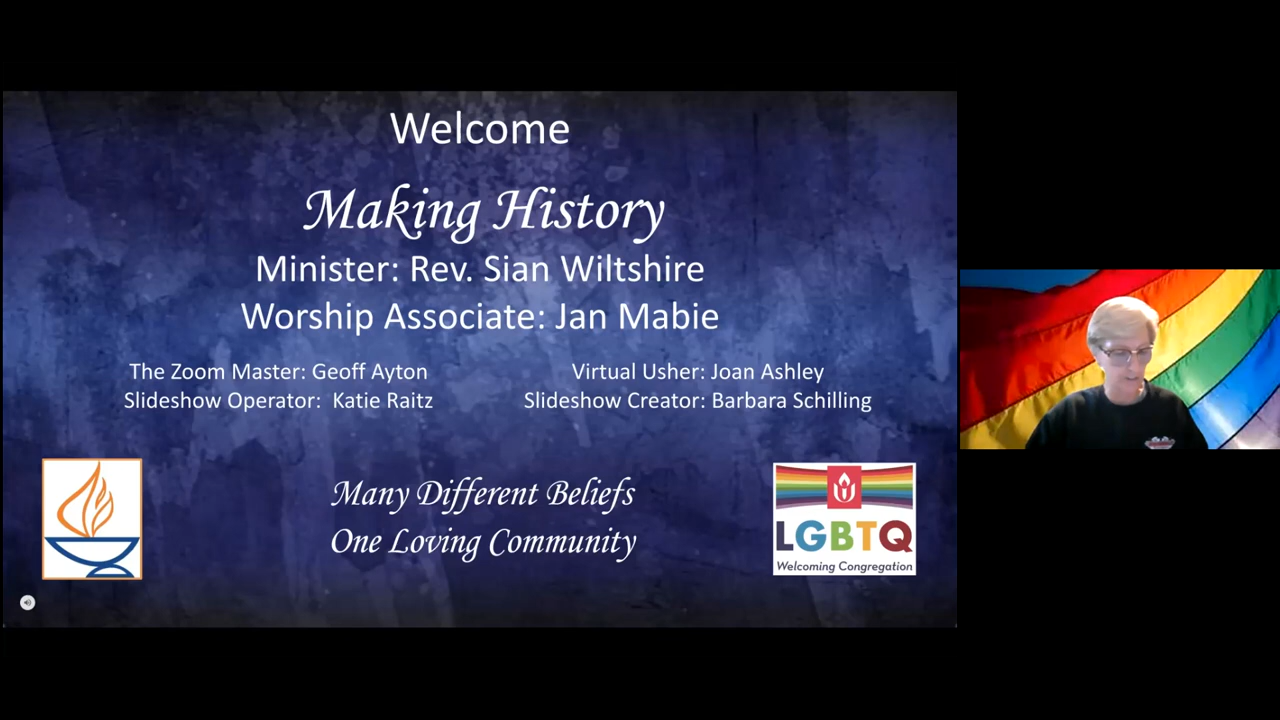 Welcome
Making History
Minister: Rev. Sian Wiltshire
Worship Associate: Jan Mabie
The Zoom Master: Geoff Ayton
Slideshow Operator: Katie Raitz
Virtual Usher: Joan Ashley
Slideshow Creator: Barbara Schilling
Many Different Beliefs
One Loving Community
LGBTQ
Welcoming Congregation